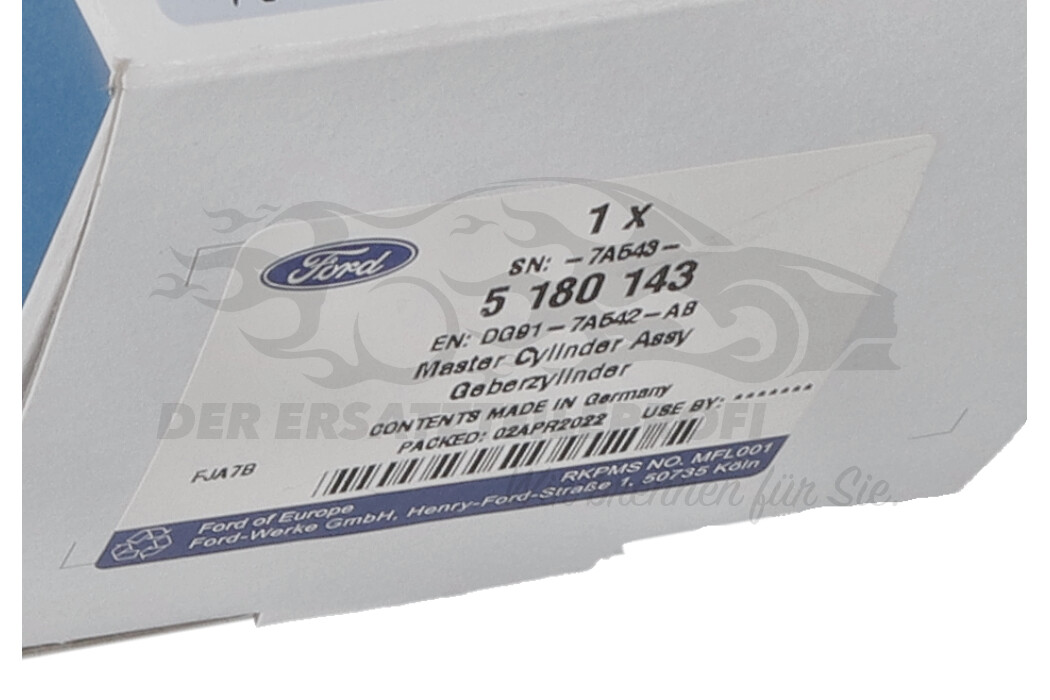 1 X
Ford
SN: -7A543-
5 180 143
EN: DG91-7A542-AB
Master Cylinder Assy
Geberzylinder
CONTENTS MADE IN Germany
PACKED: 02APR2022 USE BY: *******
FJA7B
RKPMS NO. MFL001
Ford of Europe
Ford-Werke GmbH, Henry-Ford-Straße 1, 50735 Köln
DER ERSATZTEILPROFI
Wir brennen für Sie.